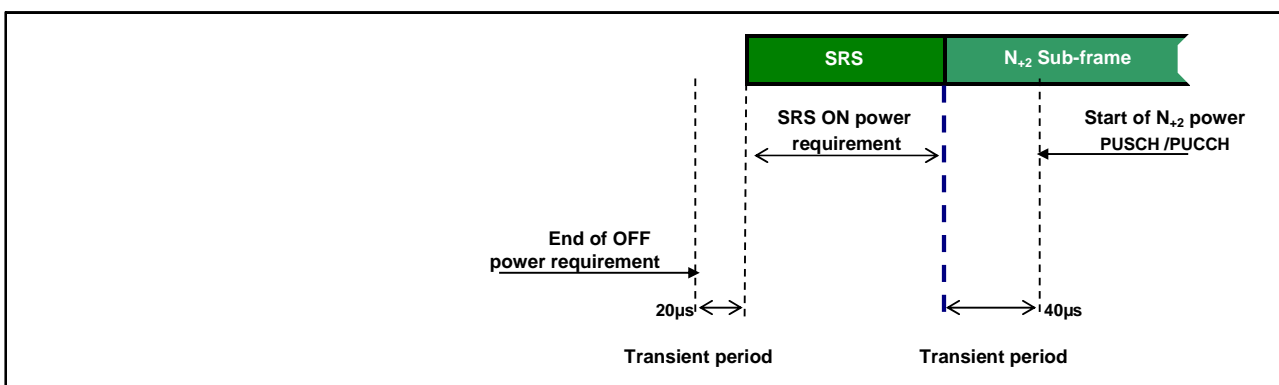 SRS
N+2 Sub-frame
SRS ON power
requirement
Start of N+2 power
PUSCH /PUCCH
End of OFF
power requirement
20µs
40µs
Transient period
Transient period